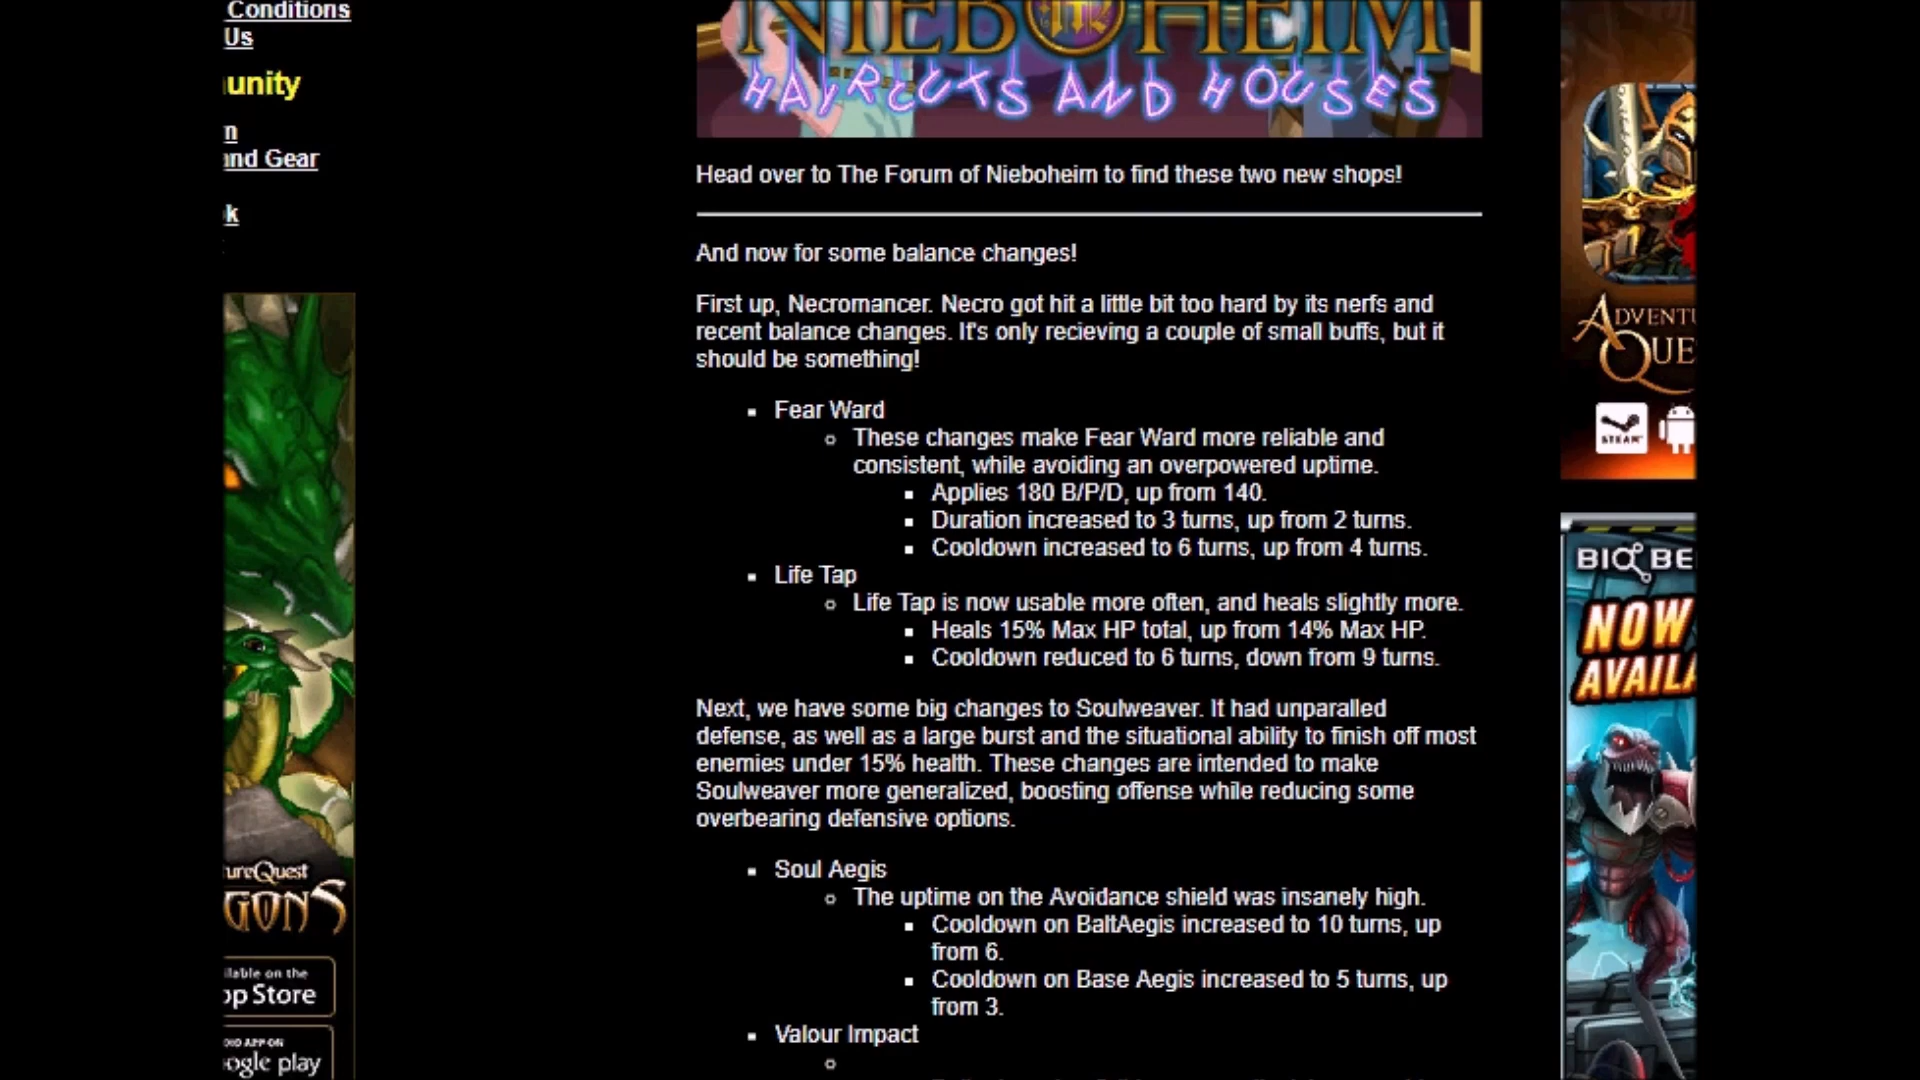 Conditions
Us
unity
n
and Gear
k
NIEBOHEIM
HAIRCUTS AND HOUSES
Head over to The Forum of Nieboheim to find these two new shops!
And now for some balance changes!
First up, Necromancer. Necro got hit a little bit too hard by its nerfs and
recent balance changes. It's only recieving a couple of small buffs, but it
should be something!
Fear Ward
These changes make Fear Ward more reliable and
consistent, while avoiding an overpowered uptime.
Applies 180 B/P/D, up from 140.
Duration increased to 3 turns, up from 2 turns.
Cooldown increased to 6 turns, up from 4 turns.
Life Tap
Life Tap is now usable more often, and heals slightly more.
Heals 15% Max HP total, up from 14% Max HP.
Cooldown reduced to 6 turns, down from 9 turns.
Next, we have some big changes to Soulweaver. It had unparalled
defense, as well as a large burst and the situational ability to finish off most
enemies under 15% health. These changes are intended to make
Soulweaver more generalized, boosting offense while reducing some
overbearing defensive options.
Soul Aegis
The uptime on the Avoidance shield was insanely high.
Cooldown on BaltAegis increased to 10 turns, up
from 6.
Cooldown on Base Aegis increased to 5 turns, up
from 3.
Valour Impact
ureQuest
GONS
ilable on the
pp Store
OID APP ON
oogle play
ADVENTU
QUE
STEAM
BIO BE
NOW
AVAILA